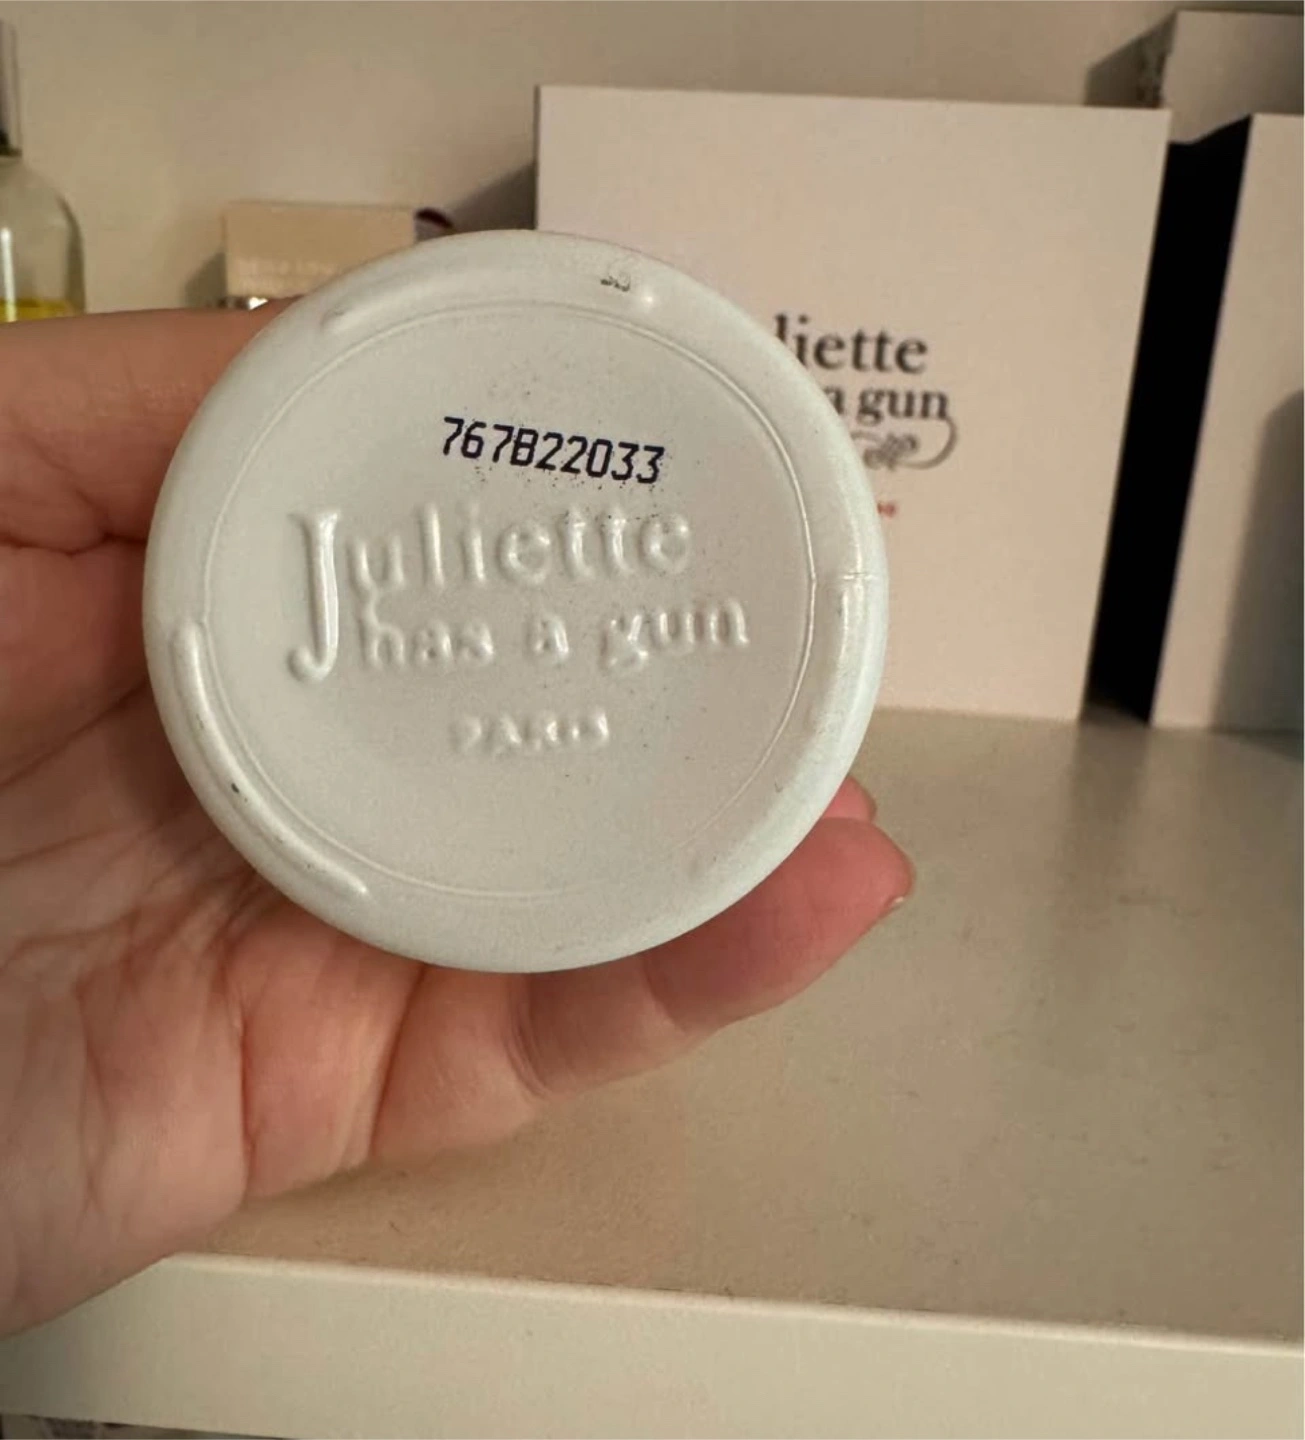 767B22033
Juliette
has a gun
PARIS
liette
a gun